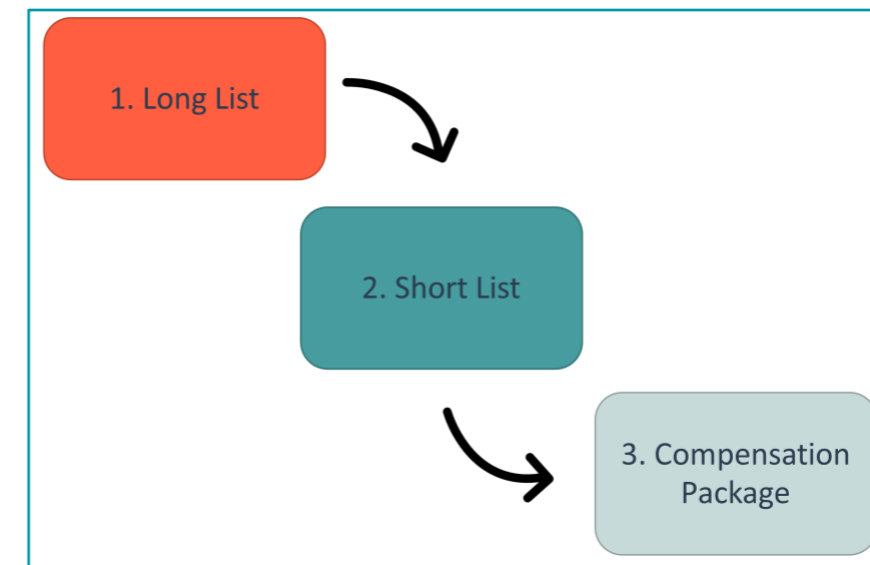 1. Long List
2. Short List
3. Compensation
Package